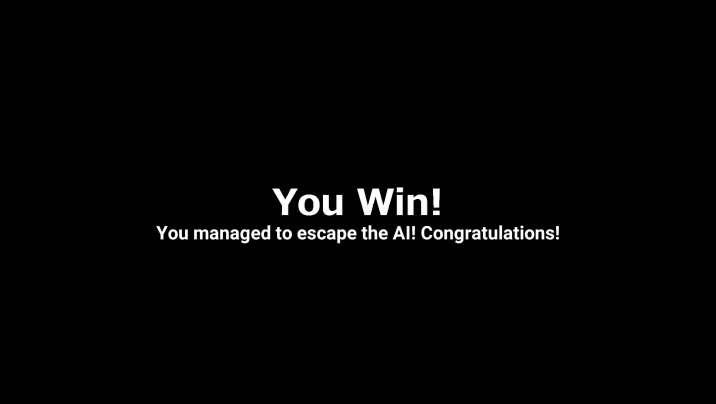 You Win!
You managed to escape the AI! Congratulations!